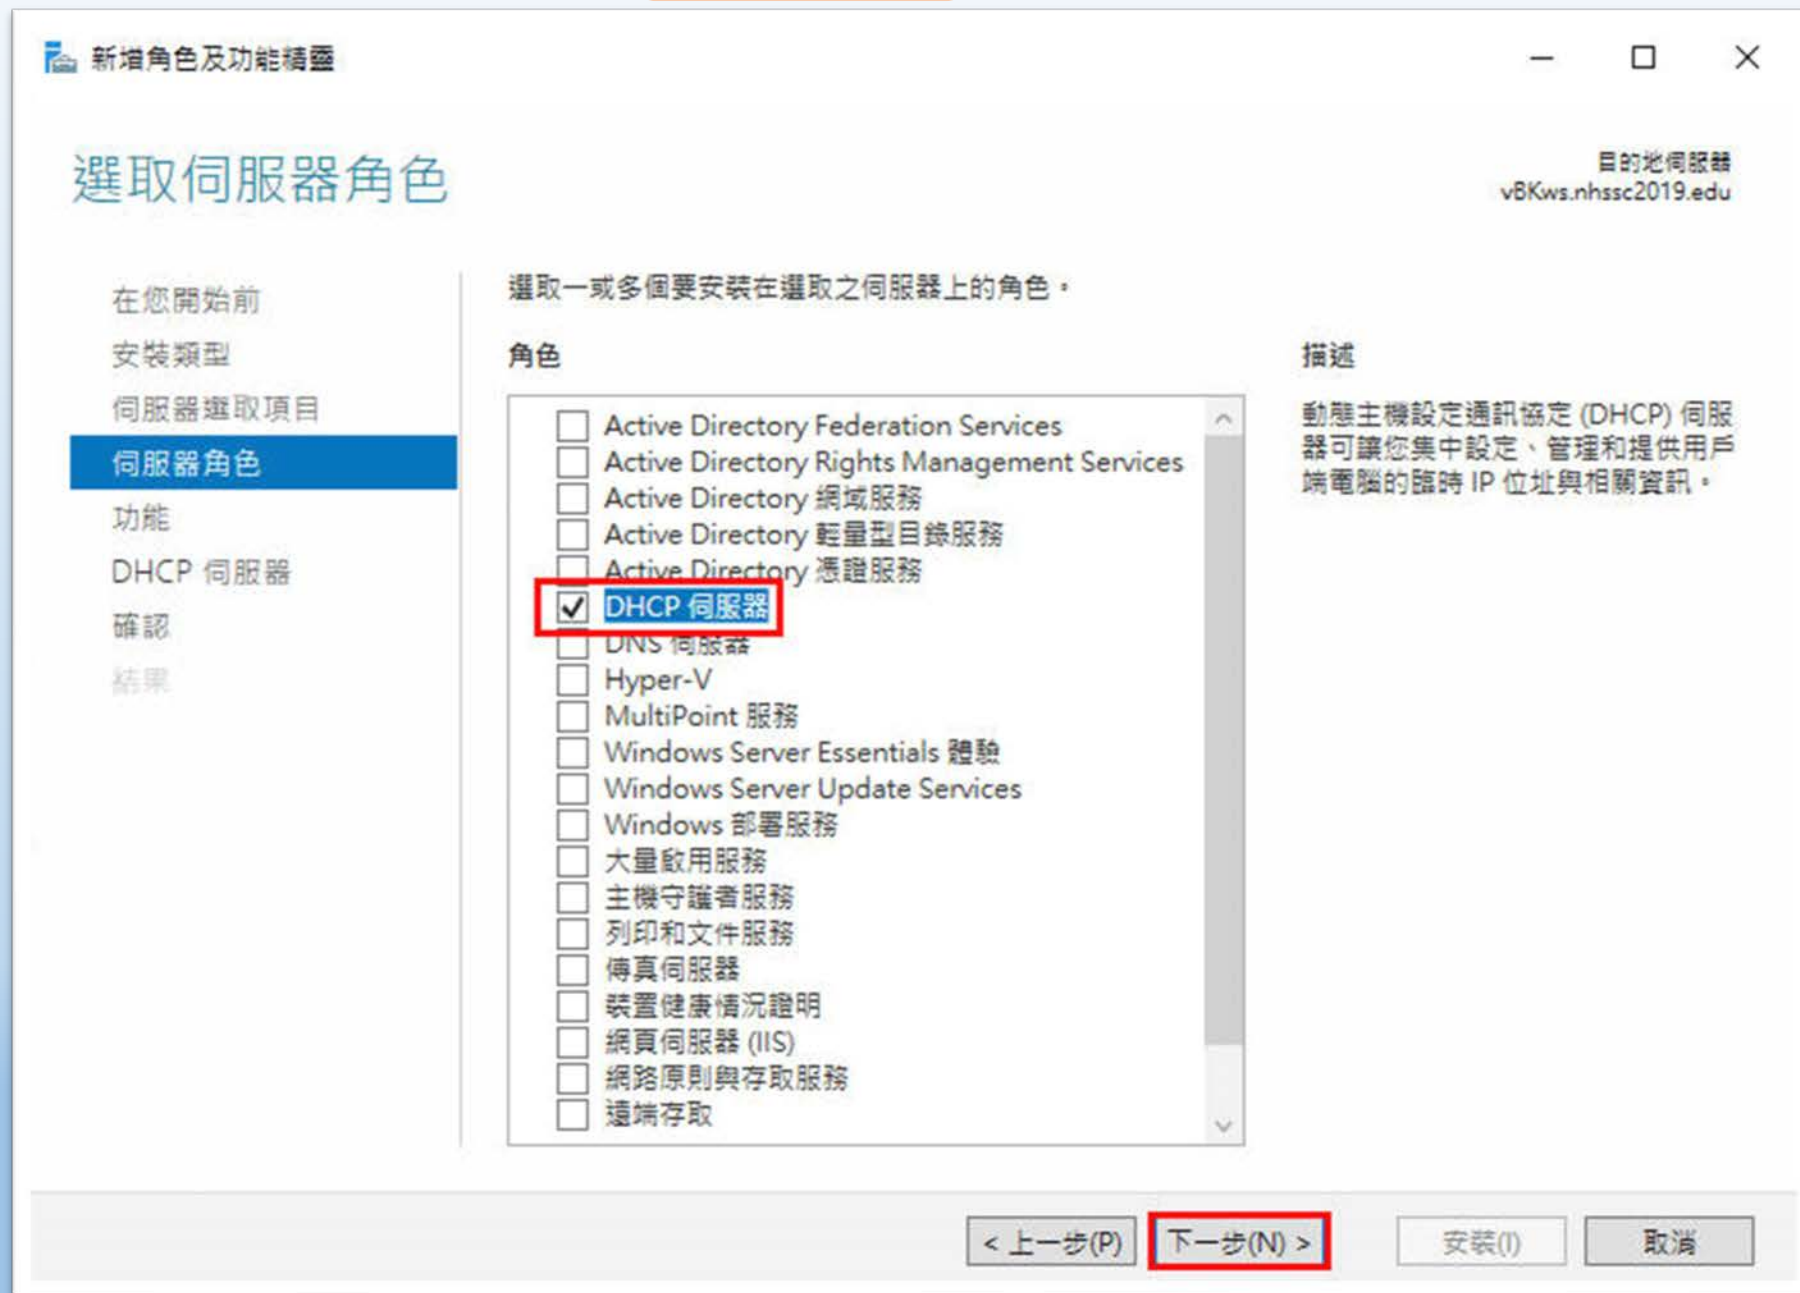 新增角色及功能精靈
選取伺服器角色
目的地伺服器
vBKws.nhssc2019.edu
在您開始前
安裝類型
伺服器選取項目
伺服器角色
功能
DHCP 伺服器
確認
結果
選取一或多個要安裝在選取之伺服器上的角色。
角色
Active Directory Federation Services
Active Directory Rights Management Services
Active Directory 網域服務
Active Directory 輕量型目錄服務
Active Directory 憑證服務
DHCP 伺服器
DNS 伺服器
Hyper-V
MultiPoint 服務
Windows Server Essentials 體驗
Windows Server Update Services
Windows 部署服務
大量啟用服務
主機守護者服務
列印和文件服務
傳真伺服器
裝置健康情況證明
網頁伺服器 (IIS)
網路原則與存取服務
遠端存取
描述
動態主機設定通訊協定 (DHCP) 伺服
器可讓您集中設定、管理和提供用戶
端電腦的臨時 IP 位址與相關資訊。
< 上一步(P)
下一步(N) >
安裝(I)
取消